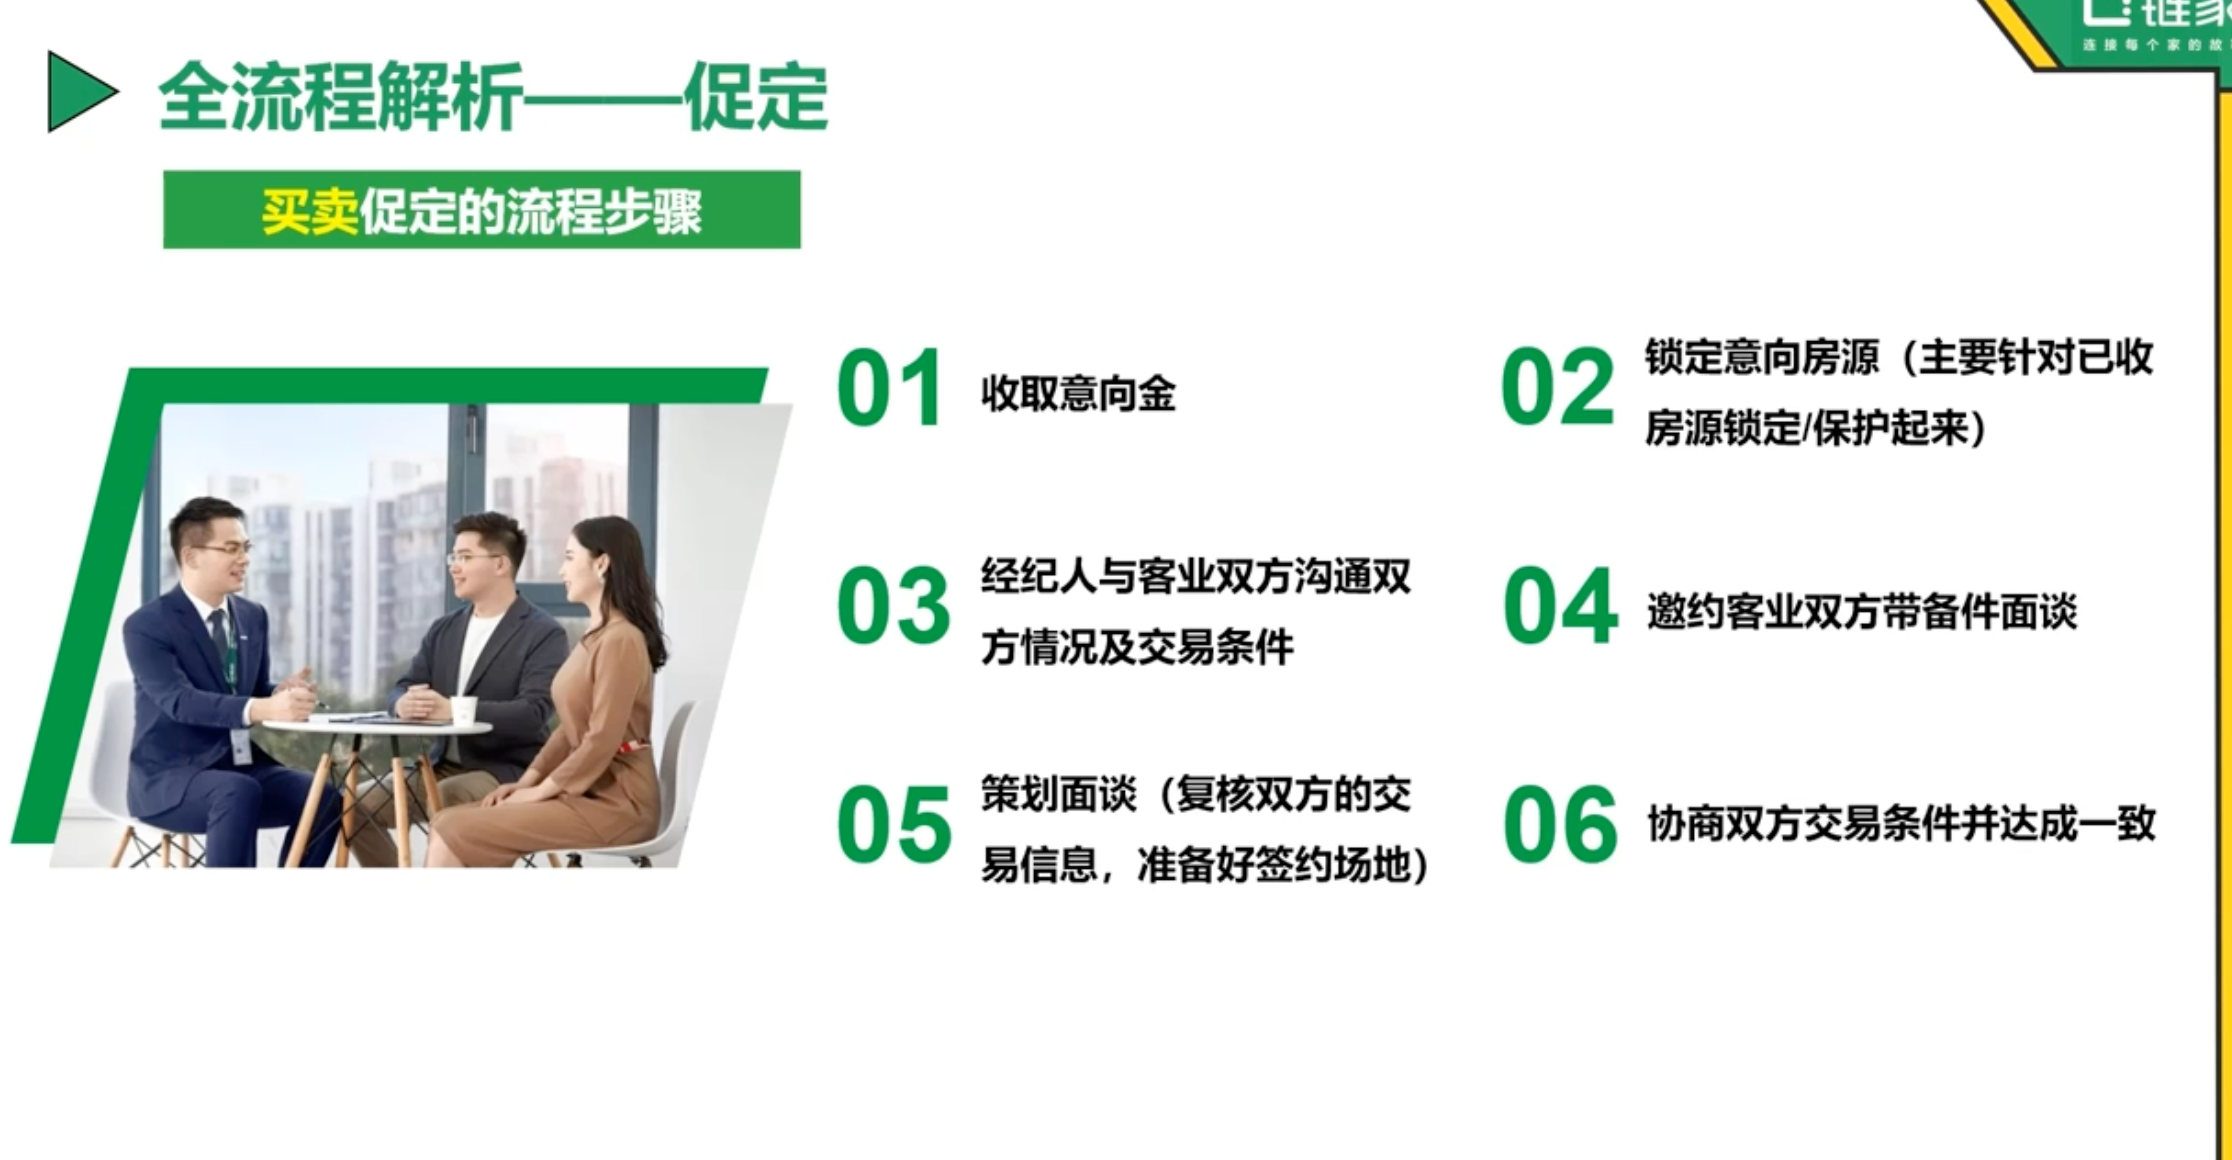 链家
连接每个家的故
全流程解析——促定
买卖促定的流程步骤
01
收取意向金
02
锁定意向房源（主要针对已收
房源锁定/保护起来）
03
经纪人与客业双方沟通双
方情况及交易条件
04
邀约客业双方带备件面谈
05
策划面谈（复核双方的交
易信息，准备好签约场地）
06
协商双方交易条件并达成一致